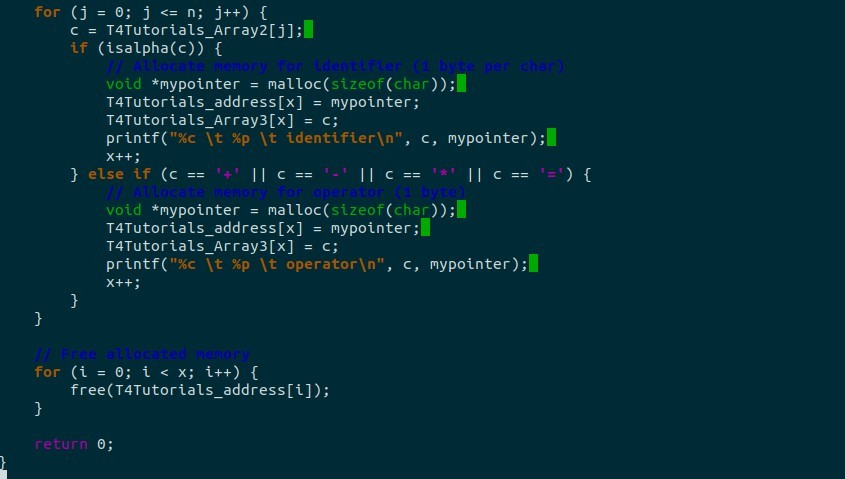 for (j = 0; j <= n; j++) {
        c = T4Tutorials_Array2[j];
        if (isalpha(c)) {
            // Allocate memory for identifier (1 byte per char)
            void *mypointer = malloc(sizeof(char));
            T4Tutorials_address[x] = mypointer;
            T4Tutorials_Array3[x] = c;
            printf("%c \t %p \t identifier\n", c, mypointer);
            x++;
        } else if (c == '+' || c == '-' || c == '*' || c == '=') {
            // Allocate memory for operator (1 byte)
            void *mypointer = malloc(sizeof(char));
            T4Tutorials_address[x] = mypointer;
            T4Tutorials_Array3[x] = c;
            printf("%c \t %p \t operator\n", c, mypointer);
            x++;
        }
    }

    // Free allocated memory
    for (i = 0; i < x; i++) {
        free(T4Tutorials_address[i]);
    }

    return 0;
}